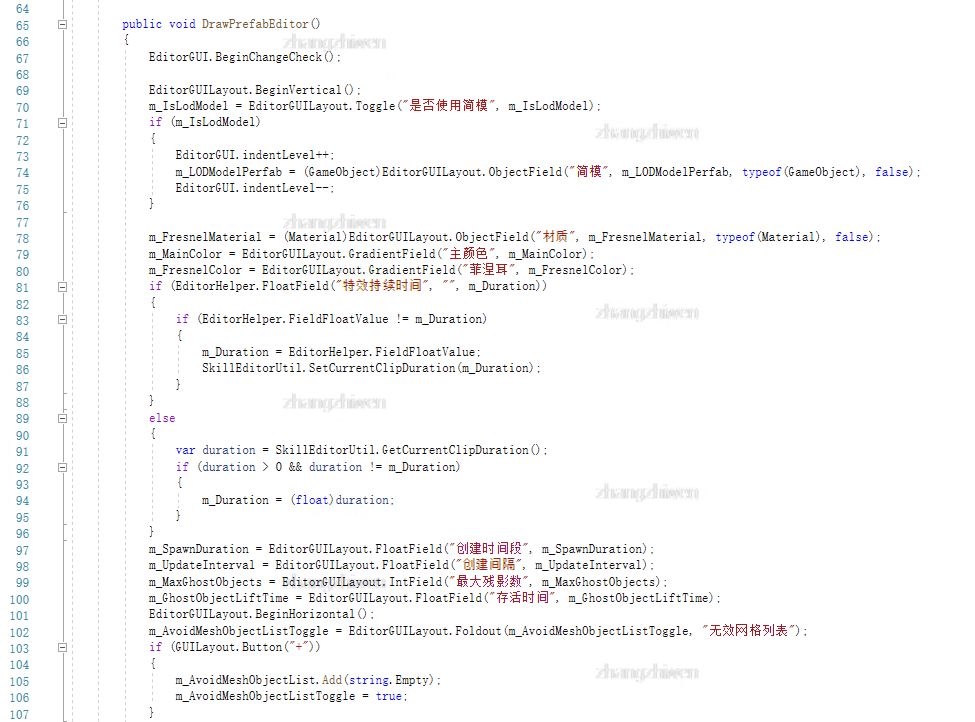 64
65 public void DrawPrefabEditor()
66 {
67 EditorGUI.BeginChangeCheck();
68
69 EditorGUILayout.BeginVertical();
70 m_IsLodModel = EditorGUILayout.Toggle("是否使用简模", m_IsLodModel);
71 if (m_IsLodModel)
72 {
73 EditorGUI.indentLevel++;
74 m_LODModelPerfab = (GameObject)EditorGUILayout.ObjectField("简模", m_LODModelPerfab, typeof(GameObject), false);
75 EditorGUI.indentLevel--;
76 }
77
78 m_FresnelMaterial = (Material)EditorGUILayout.ObjectField("材质", m_FresnelMaterial, typeof(Material), false);
79 m_MainColor = EditorGUILayout.GradientField("主颜色", m_MainColor);
80 m_FresnelColor = EditorGUILayout.GradientField("菲涅耳", m_FresnelColor);
81 if (EditorHelper.FloatField("特效持续时间", "", m_Duration))
82 {
83 if (EditorHelper.FieldFloatValue != m_Duration)
84 {
85 m_Duration = EditorHelper.FieldFloatValue;
86 SkillEditorUtil.SetCurrentClipDuration(m_Duration);
87 }
88 }
89 else
90 {
91 var duration = SkillEditorUtil.GetCurrentClipDuration();
92 if (duration > 0 && duration != m_Duration)
93 {
94 m_Duration = (float)duration;
95 }
96 }
97 m_SpawnDuration = EditorGUILayout.FloatField("创建时间段", m_SpawnDuration);
98 m_UpdateInterval = EditorGUILayout.FloatField("创建间隔", m_UpdateInterval);
99 m_MaxGhostObjects = EditorGUILayout.IntField("最大残影数", m_MaxGhostObjects);
100 m_GhostObjectLiftTime = EditorGUILayout.FloatField("存活时间", m_GhostObjectLiftTime);
101 EditorGUILayout.BeginHorizontal();
102 m_AvoidMeshObjectListToggle = EditorGUILayout.Foldout(m_AvoidMeshObjectListToggle, "无效网格列表");
103 if (GUILayout.Button("+"))
104 {
105 m_AvoidMeshObjectList.Add(string.Empty);
106 m_AvoidMeshObjectListToggle = true;
107 }
zhangzhiwen
zhangzhiwen
zhangzhiwen
zhangzhiwen
zhangzhiwen
zhangzhiwen
zhangzhiwen